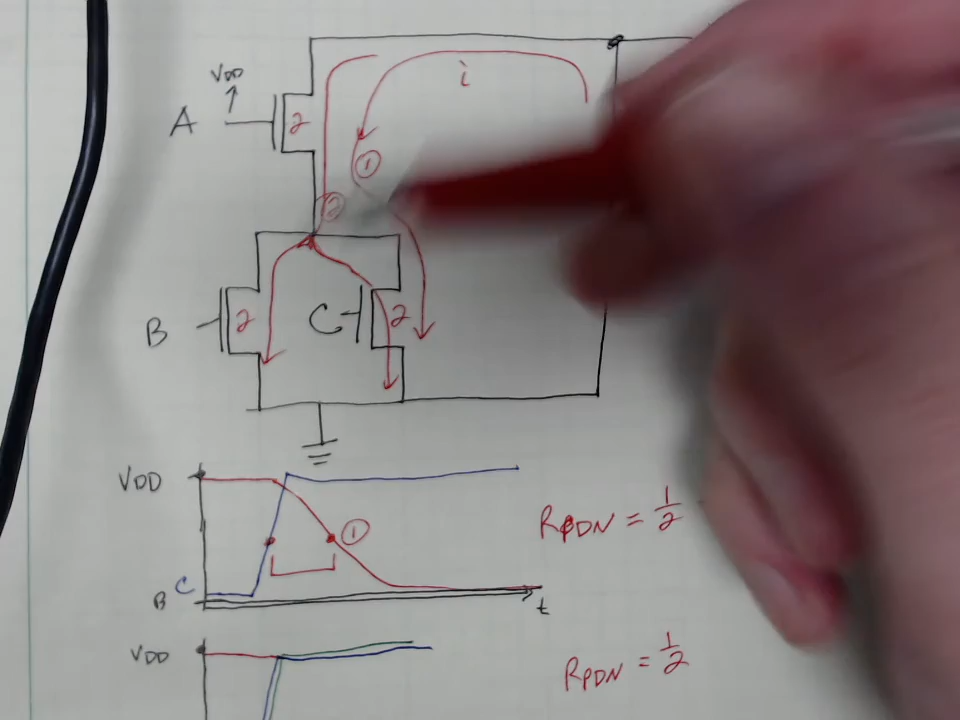 VDD
i
A
2
①
②
B
2
C
2
VDD
①
RPDN = 1/2
C
B
t
VDD
RPDN = 1/2